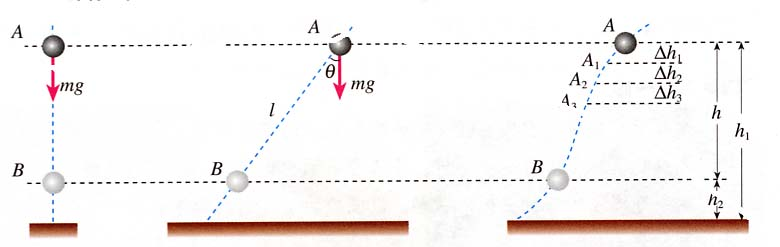 A
mg
B
A
θ
mg
l
B
A
A₁
A₂
A₃
Δh₁
Δh₂
Δh₃
B
h
h₁
h₂